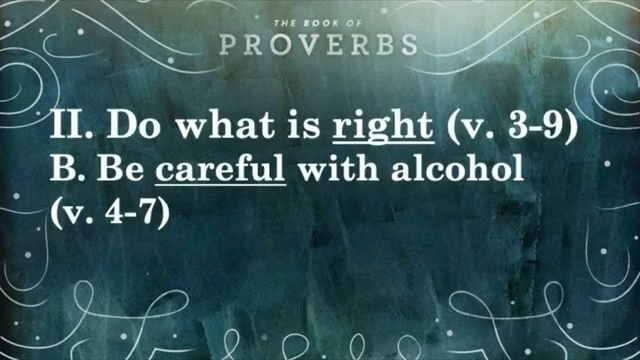 THE BOOK OF
PROVERBS
II. Do what is right (v. 3-9)
B. Be careful with alcohol
(v. 4-7)